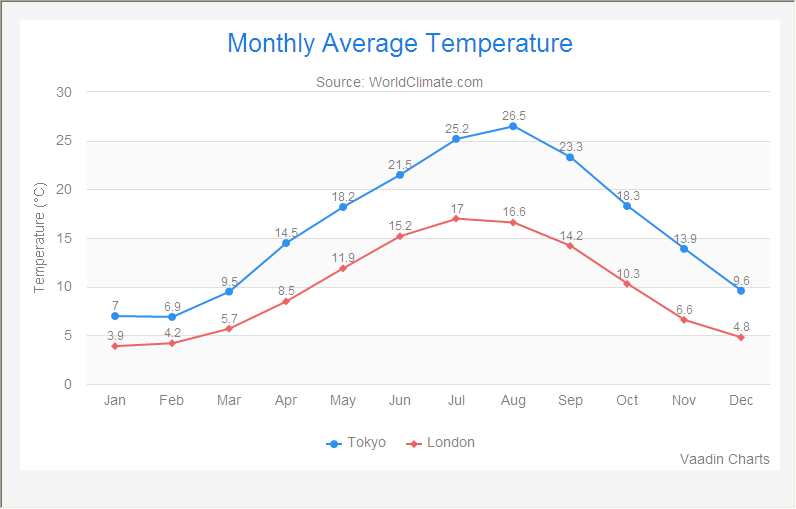 Monthly Average Temperature
Source: WorldClimate.com
Temperature (°C)
30
25
20
15
10
5
0
7 6.9 9.5 14.5 18.2 21.5 25.2 26.5 23.3 18.3 13.9 9.6
3.9 4.2 5.7 8.5 11.9 15.2 17 16.6 14.2 10.3 6.6 4.8
Jan Feb Mar Apr May Jun Jul Aug Sep Oct Nov Dec
Tokyo London
Vaadin Charts